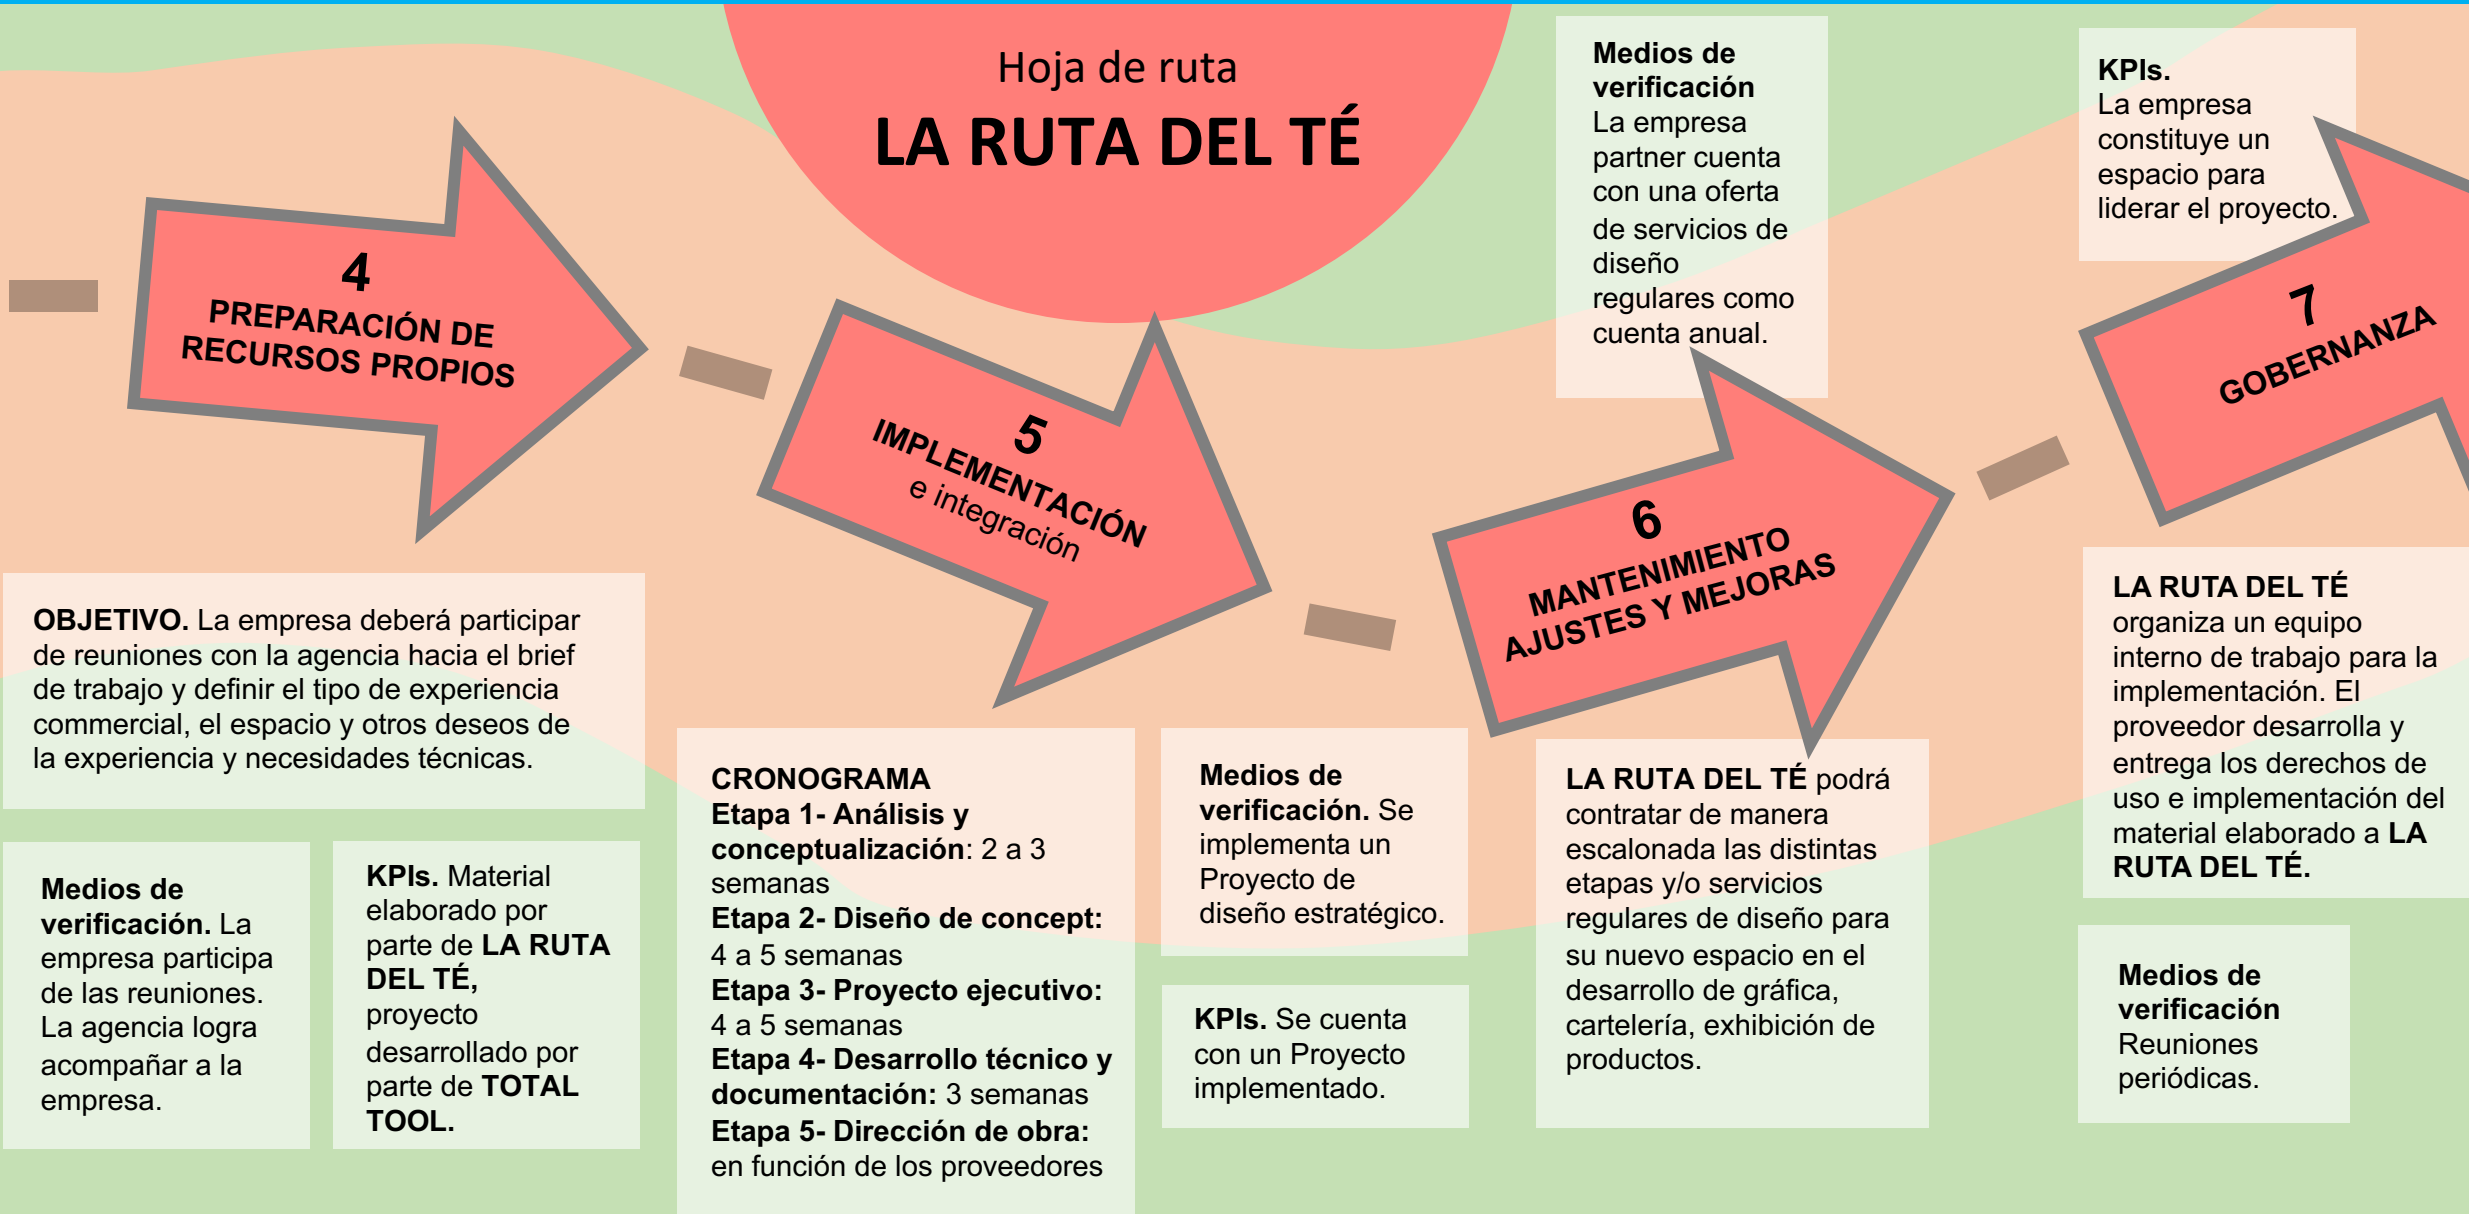 Hoja de ruta
LA RUTA DEL TÉ
4
PREPARACIÓN DE
RECURSOS PROPIOS
OBJETIVO. La empresa deberá participar
de reuniones con la agencia hacia el brief
de trabajo y definir el tipo de experiencia
commercial, el espacio y otros deseos de
la experiencia y necesidades técnicas.
Medios de
verificación. La
empresa participa
de las reuniones.
La agencia logra
acompañar a la
empresa.
KPIs. Material
elaborado por
parte de LA RUTA
DEL TÉ,
proyecto
desarrollado por
parte de TOTAL
TOOL.
5
IMPLEMENTACIÓN
e integración
CRONOGRAMA
Etapa 1- Análisis y
conceptualización: 2 a 3
semanas
Etapa 2- Diseño de concept:
4 a 5 semanas
Etapa 3- Proyecto ejecutivo:
4 a 5 semanas
Etapa 4- Desarrollo técnico y
documentación: 3 semanas
Etapa 5- Dirección de obra:
en función de los proveedores
Medios de
verificación. Se
implementa un
Proyecto de
diseño estratégico.
KPIs. Se cuenta
con un Proyecto
implementado.
Medios de
verificación
La empresa
partner cuenta
con una oferta
de servicios de
diseño
regulares como
cuenta anual.
6
MANTENIMIENTO
AJUSTES Y MEJORAS
LA RUTA DEL TÉ podrá
contratar de manera
escalonada las distintas
etapas y/o servicios
regulares de diseño para
su nuevo espacio en el
desarrollo de gráfica,
cartelería, exhibición de
productos.
KPIs.
La empresa
constituye un
espacio para
liderar el proyecto.
7
GOBERNANZA
LA RUTA DEL TÉ
organiza un equipo
interno de trabajo para la
implementación. El
proveedor desarrolla y
entrega los derechos de
uso e implementación del
material elaborado a LA
RUTA DEL TÉ.
Medios de
verificación
Reuniones
periódicas.